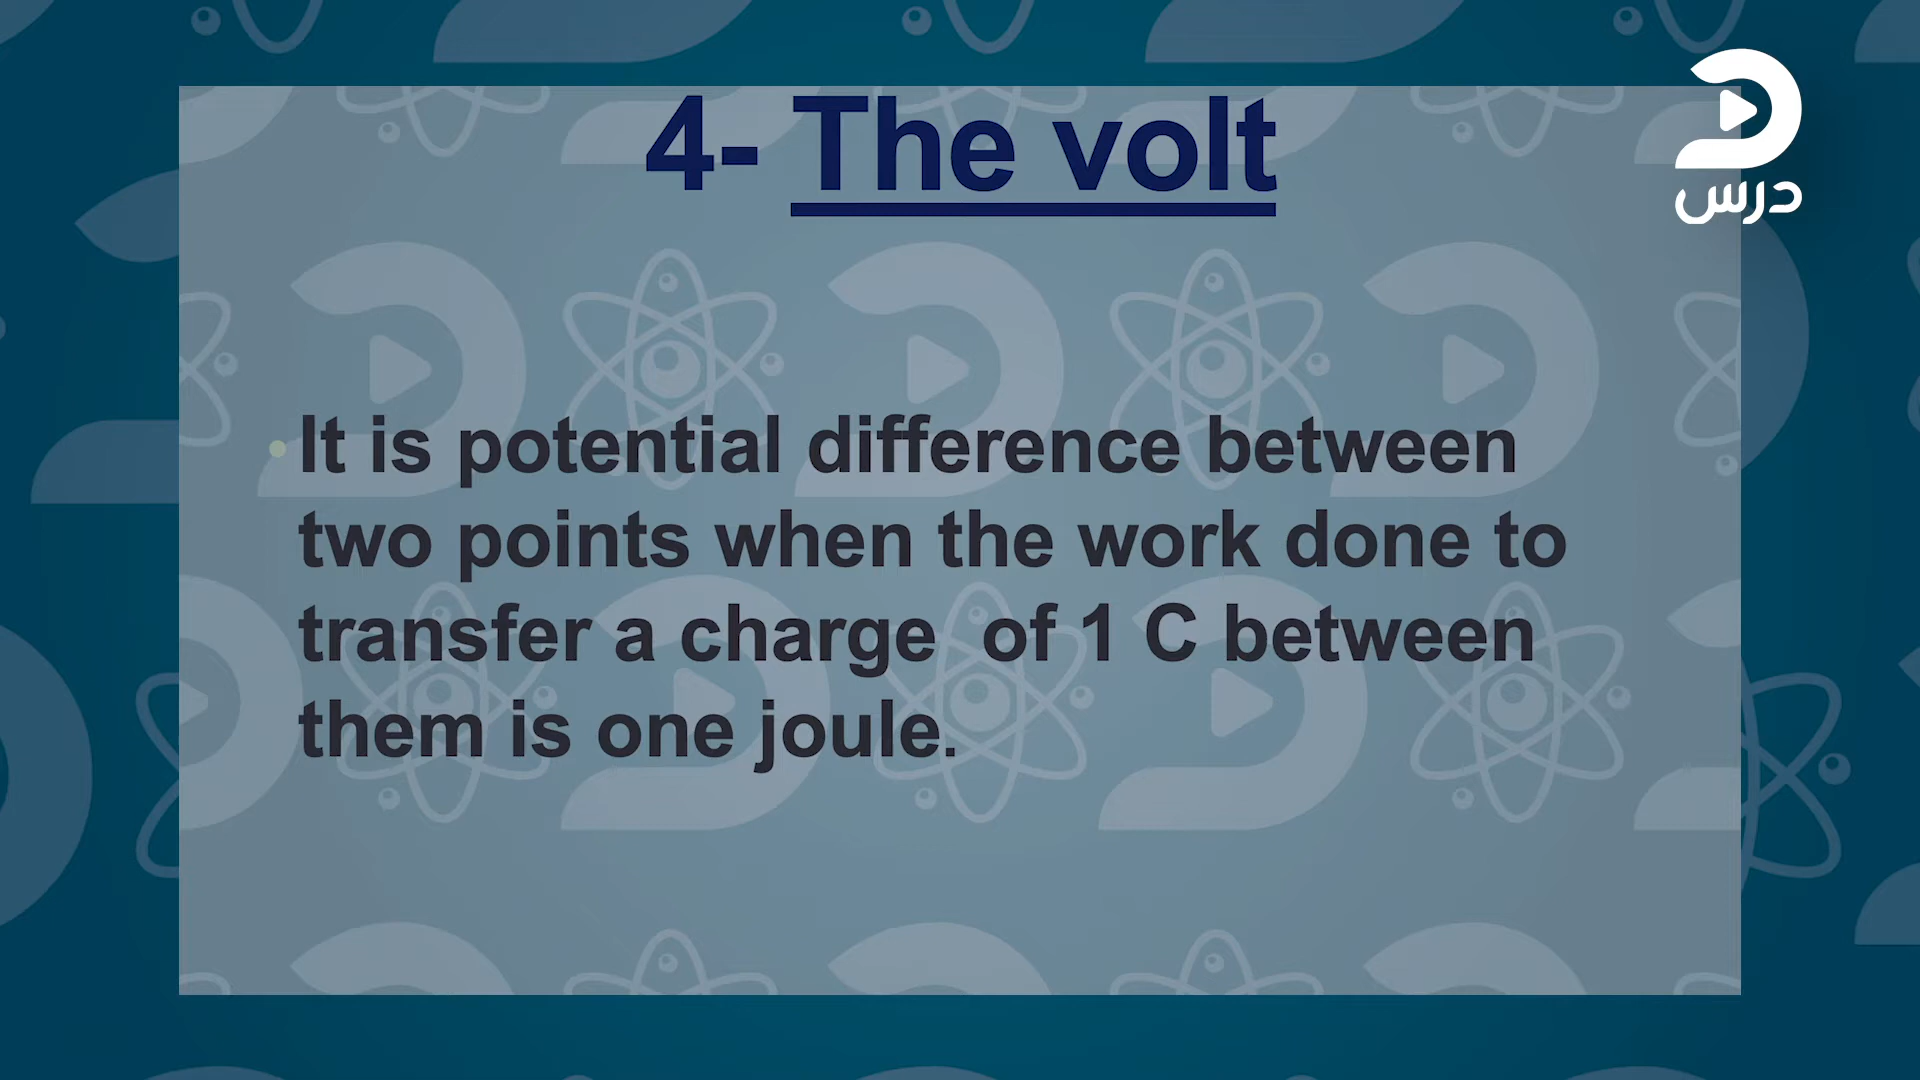 4- The volt
درس
It is potential difference between
two points when the work done to
transfer a charge  of 1 C between
them is one joule.